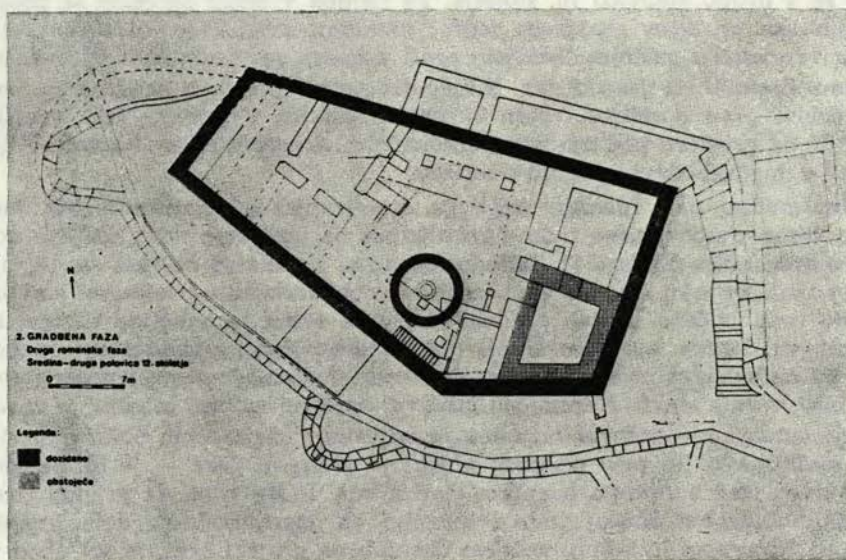 N
2. GRADBENA FAZA
Druga romanska faza
Sredina-druga polovica 12. stoletja
0 7m
Legenda:
dozidano
obstoječe